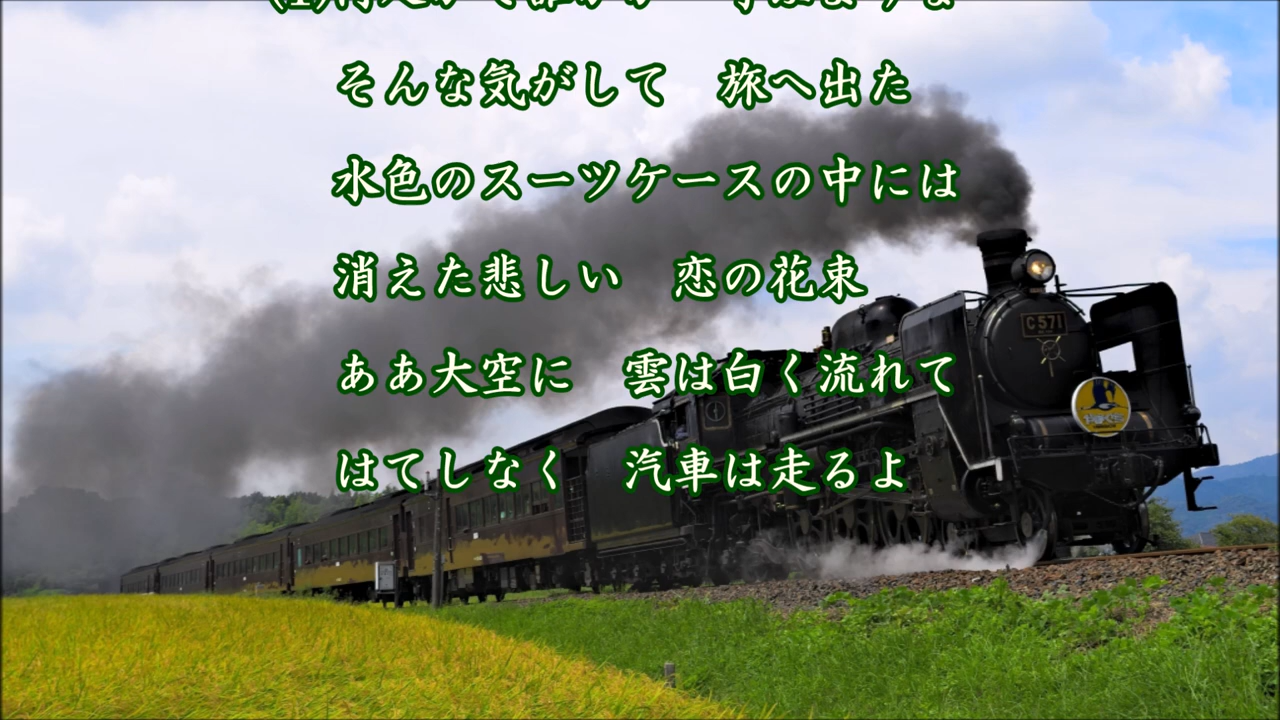 そんな気がして　旅へ出た
水色のスーツケースの中には
消えた悲しい　恋の花束
ああ大空に　雲は白く流れて
はてしなく　汽車は走るよ
C571